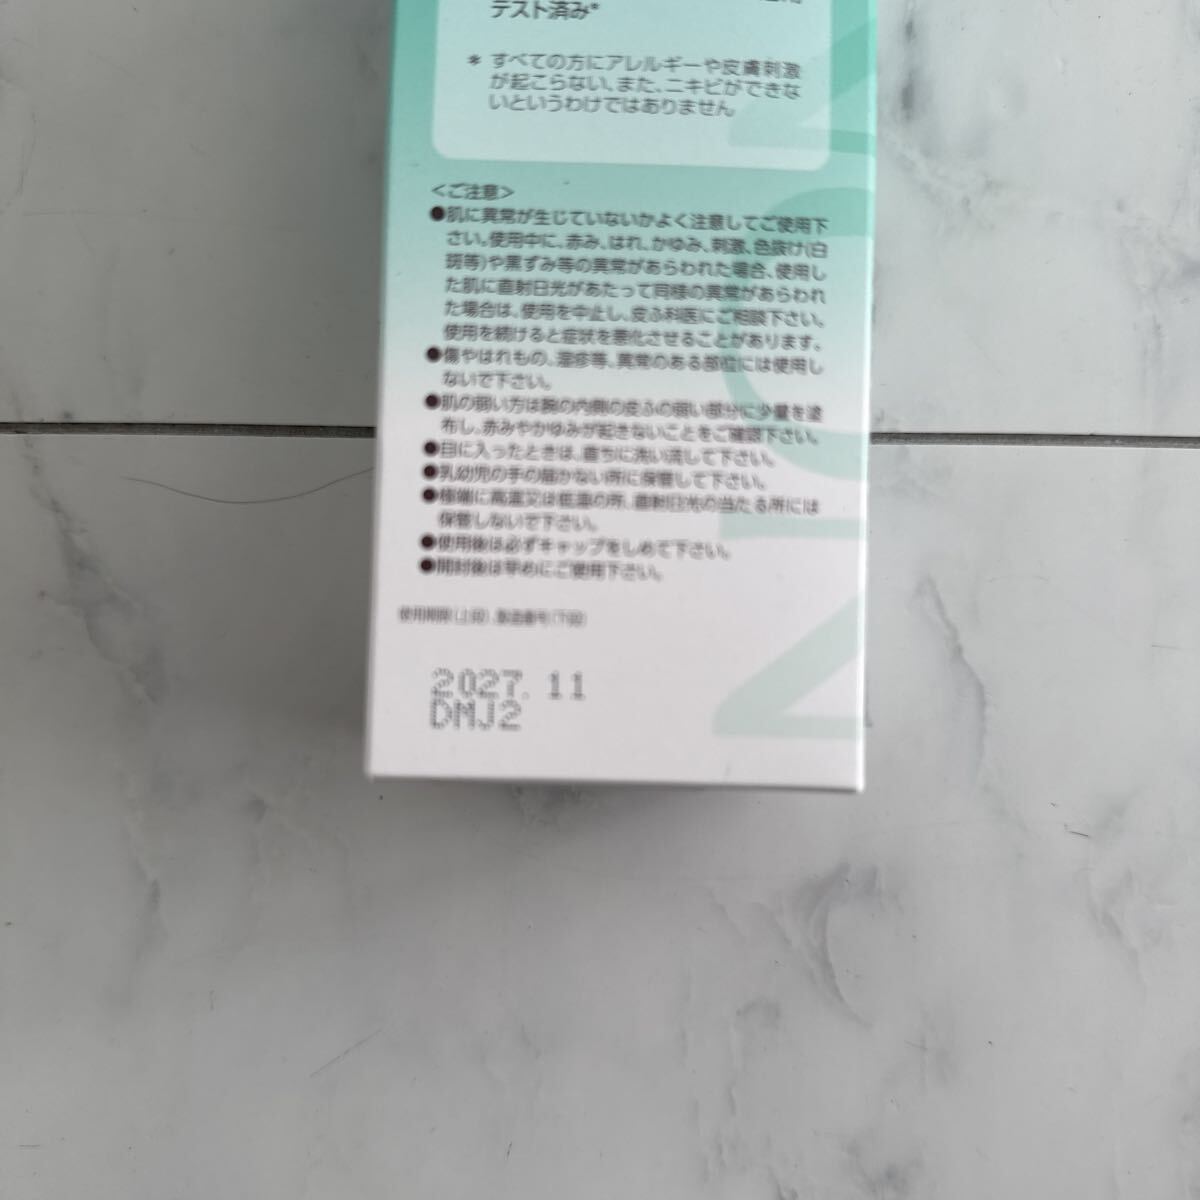 テスト済み*
* すべての方にアレルギーや皮膚刺激
が起こらない、また、ニキビができな
いというわけではありません
<ご注意>
●肌に異常が生じていないかよく注意してご使用下
さい。使用中に、赤み、はれ、かゆみ、刺激、色抜け(白
斑等)や黒ずみ等の異常があらわれた場合、使用し
た肌に直射日光があたって同様の異常があらわれ
た場合は、使用を中止し、皮ふ科医にご相談下さい。
使用を続けると症状を悪化させることがあります。
●傷やはれもの、湿疹等、異常のある部位には使用し
ないで下さい。
●肌の弱い方は腕の内側の皮ふの弱い部分に少量を塗
布し、赤みやかゆみが起きないことをご確認下さい。
●目に入ったときは、直ちに洗い流して下さい。
●乳幼児の手の届かない所に保管して下さい。
●極端に高温又は低温の所、直射日光の当たる所には
保管しないで下さい。
●使用後は必ずキャップをしめて下さい。
●開封後は早めにご使用下さい。
使用期限(上段)、製造番号(下段)
2027. 11
DMJ2